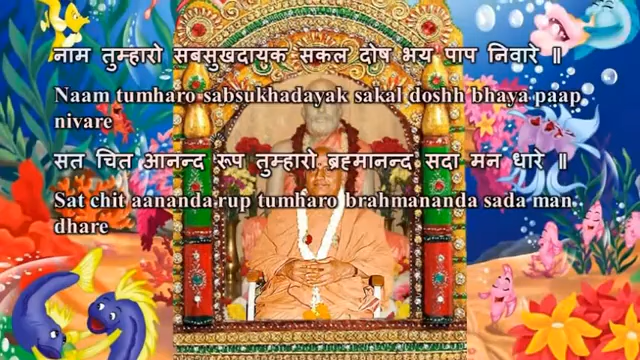 नाम तुम्हारो सबसुखदायक सकल दोष भय पाप निवारे ॥
Naam tumharo sabsukhadayak sakal doshh bhaya paap
nivare
सत चित आनन्द रूप तुम्हारो ब्रह्मानन्द सदा मन धारे ॥
Sat chit aananda rup tumharo brahmananda sada man
dhare